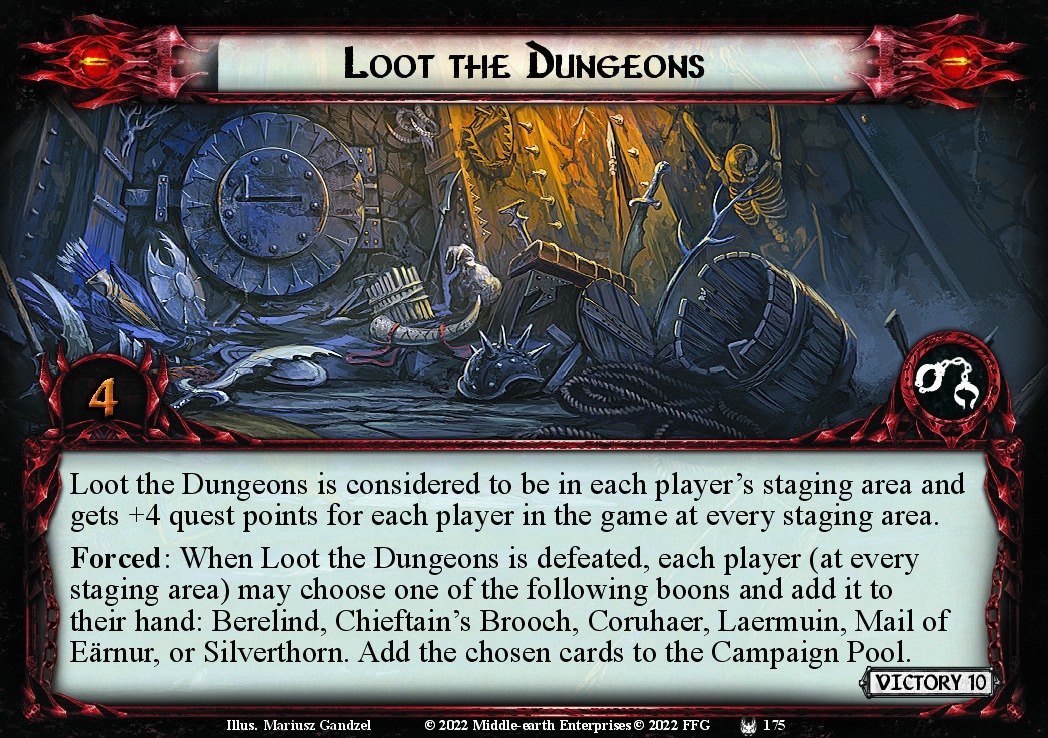 Loot the Dungeons
4
Loot the Dungeons is considered to be in each player’s staging area and
gets +4 quest points for each player in the game at every staging area.
Forced: When Loot the Dungeons is defeated, each player (at every
staging area) may choose one of the following boons and add it to
their hand: Berelind, Chieftain’s Brooch, Coruhaer, Laermuin, Mail of
Eärnur, or Silverthorn. Add the chosen cards to the Campaign Pool.
VICTORY 10
Illus. Mariusz Gandzel © 2022 Middle-earth Enterprises © 2022 FFG 175